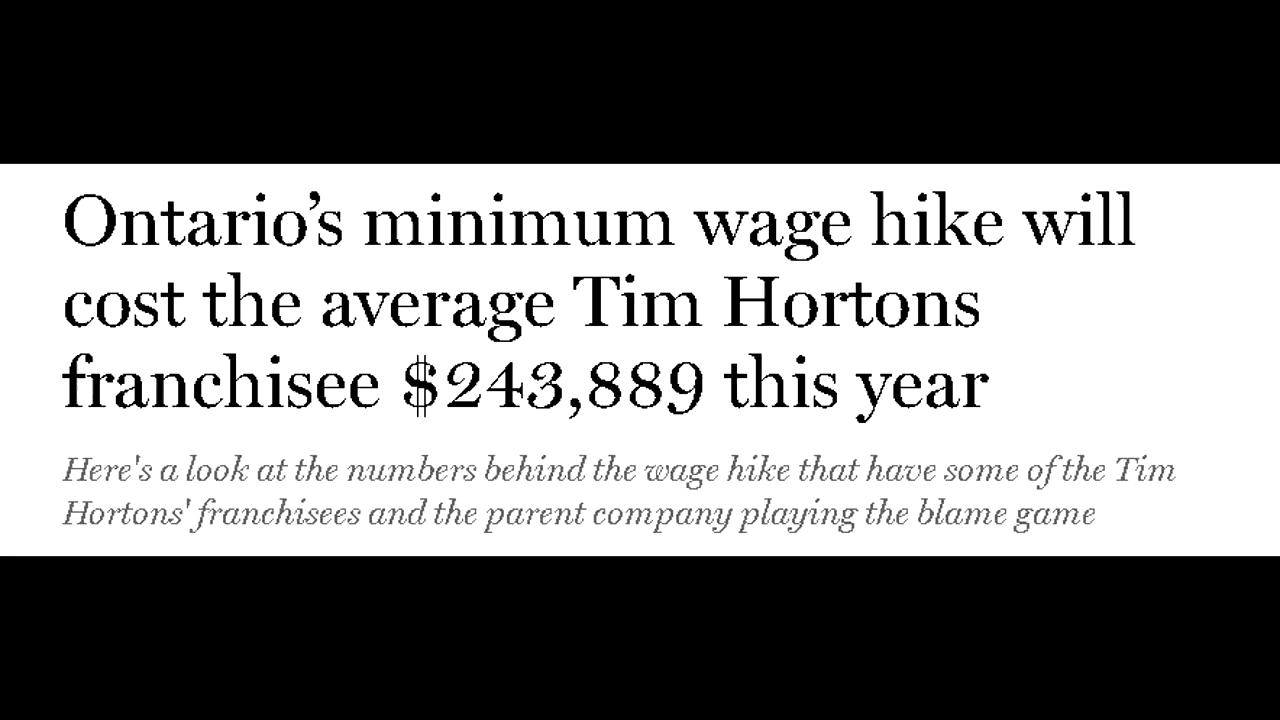 Ontario’s minimum wage hike will
cost the average Tim Hortons
franchisee $243,889 this year
Here's a look at the numbers behind the wage hike that have some of the Tim
Hortons' franchisees and the parent company playing the blame game